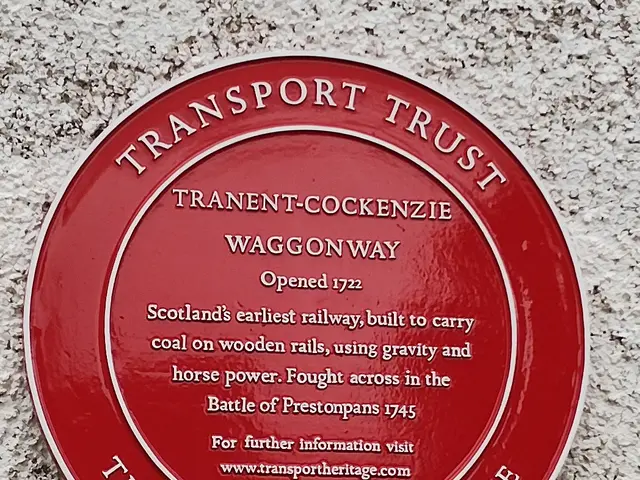 TRANSPORT TRUST
TRANENT-COCKENZIE
WAGGONWAY
Opened 1722
Scotland's earliest railway, built to carry
coal on wooden rails, using gravity and
horse power. Fought across in the
Battle of Prestonpans 1745
For further information visit
www.transportheritage.com